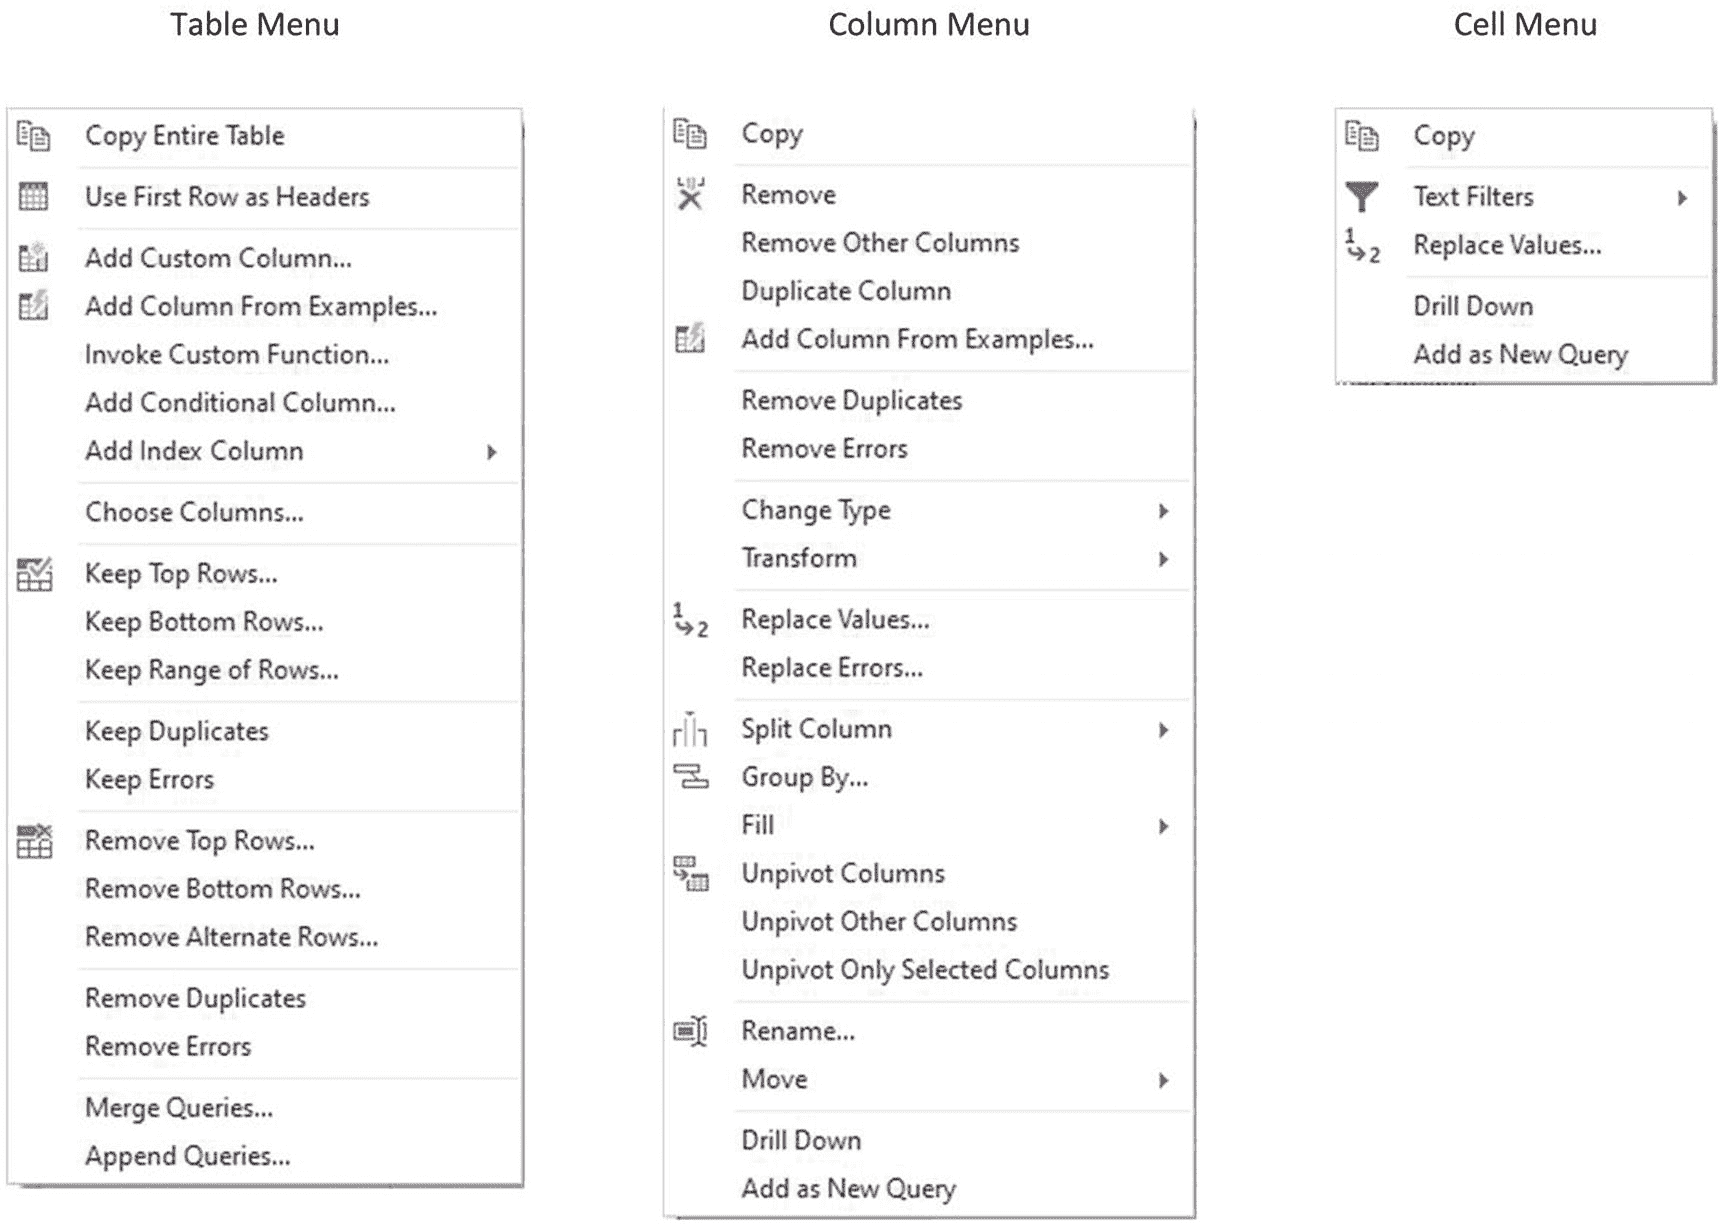 Table Menu
Copy Entire Table
Use First Row as Headers
Add Custom Column...
Add Column From Examples...
Invoke Custom Function...
Add Conditional Column...
Add Index Column
Choose Columns...
Keep Top Rows...
Keep Bottom Rows...
Keep Range of Rows...
Keep Duplicates
Keep Errors
Remove Top Rows...
Remove Bottom Rows...
Remove Alternate Rows...
Remove Duplicates
Remove Errors
Merge Queries...
Append Queries...
Column Menu
Copy
Remove
Remove Other Columns
Duplicate Column
Add Column From Examples...
Remove Duplicates
Remove Errors
Change Type
Transform
1
2
Replace Values...
Replace Errors...
Split Column
Group By...
Fill
Unpivot Columns
Unpivot Other Columns
Unpivot Only Selected Columns
Rename...
Move
Drill Down
Add as New Query
Cell Menu
Copy
Text Filters
1
2
Replace Values...
Drill Down
Add as New Query